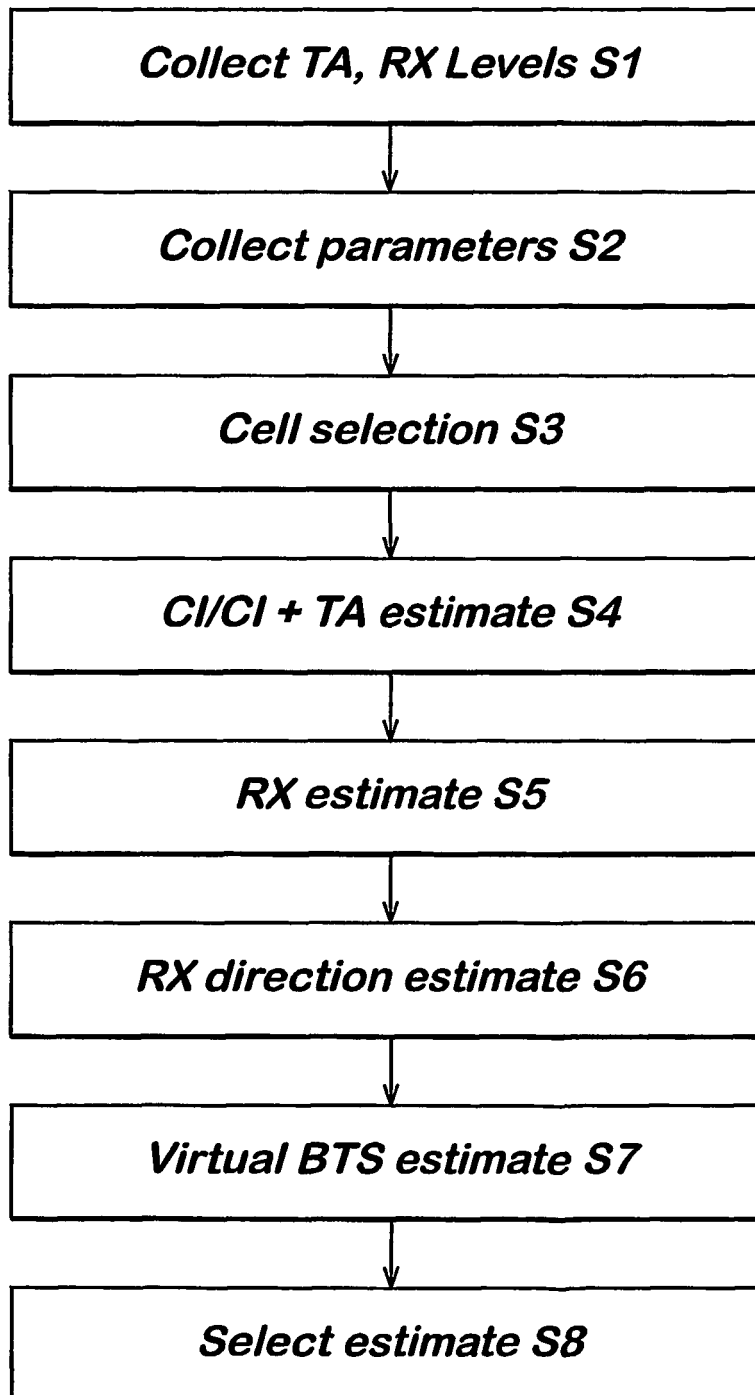 Collect TA, RX Levels S1
Collect parameters S2
Cell selection S3
CI/CI + TA estimate S4
RX estimate S5
RX direction estimate S6
Virtual BTS estimate S7
Select estimate S8